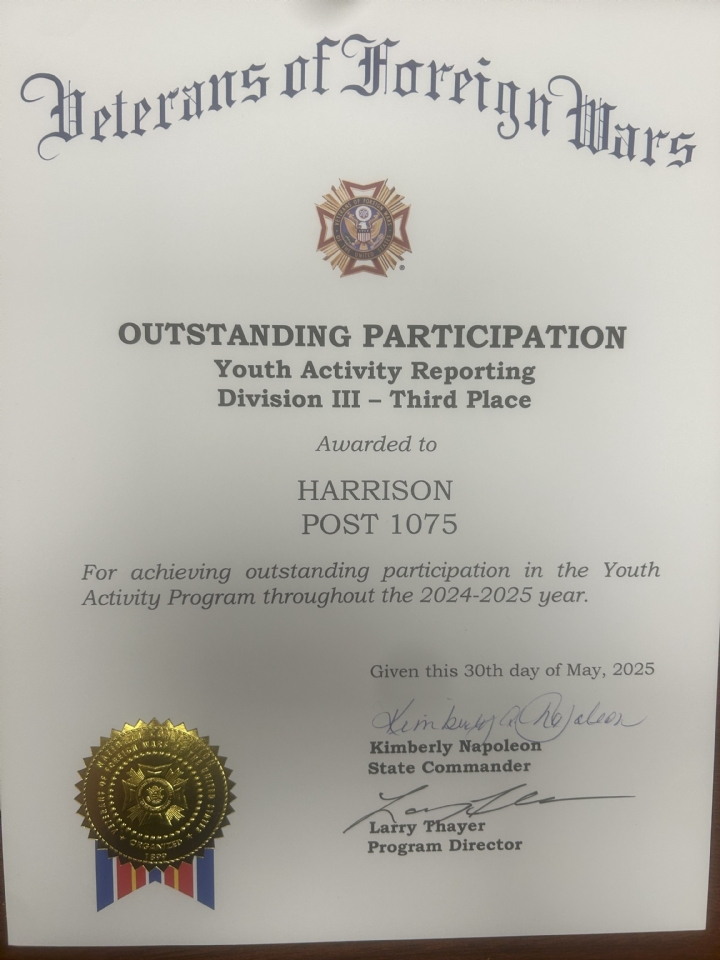 Veterans of Foreign Wars
OUTSTANDING PARTICIPATION
Youth Activity Reporting
Division III – Third Place
Awarded to
HARRISON
POST 1075
For achieving outstanding participation in the Youth
Activity Program throughout the 2024-2025 year.
Given this 30th day of May, 2025
Kimberly Napoleon
State Commander
Larry Thayer
Program Director
ORGANIZED
1899